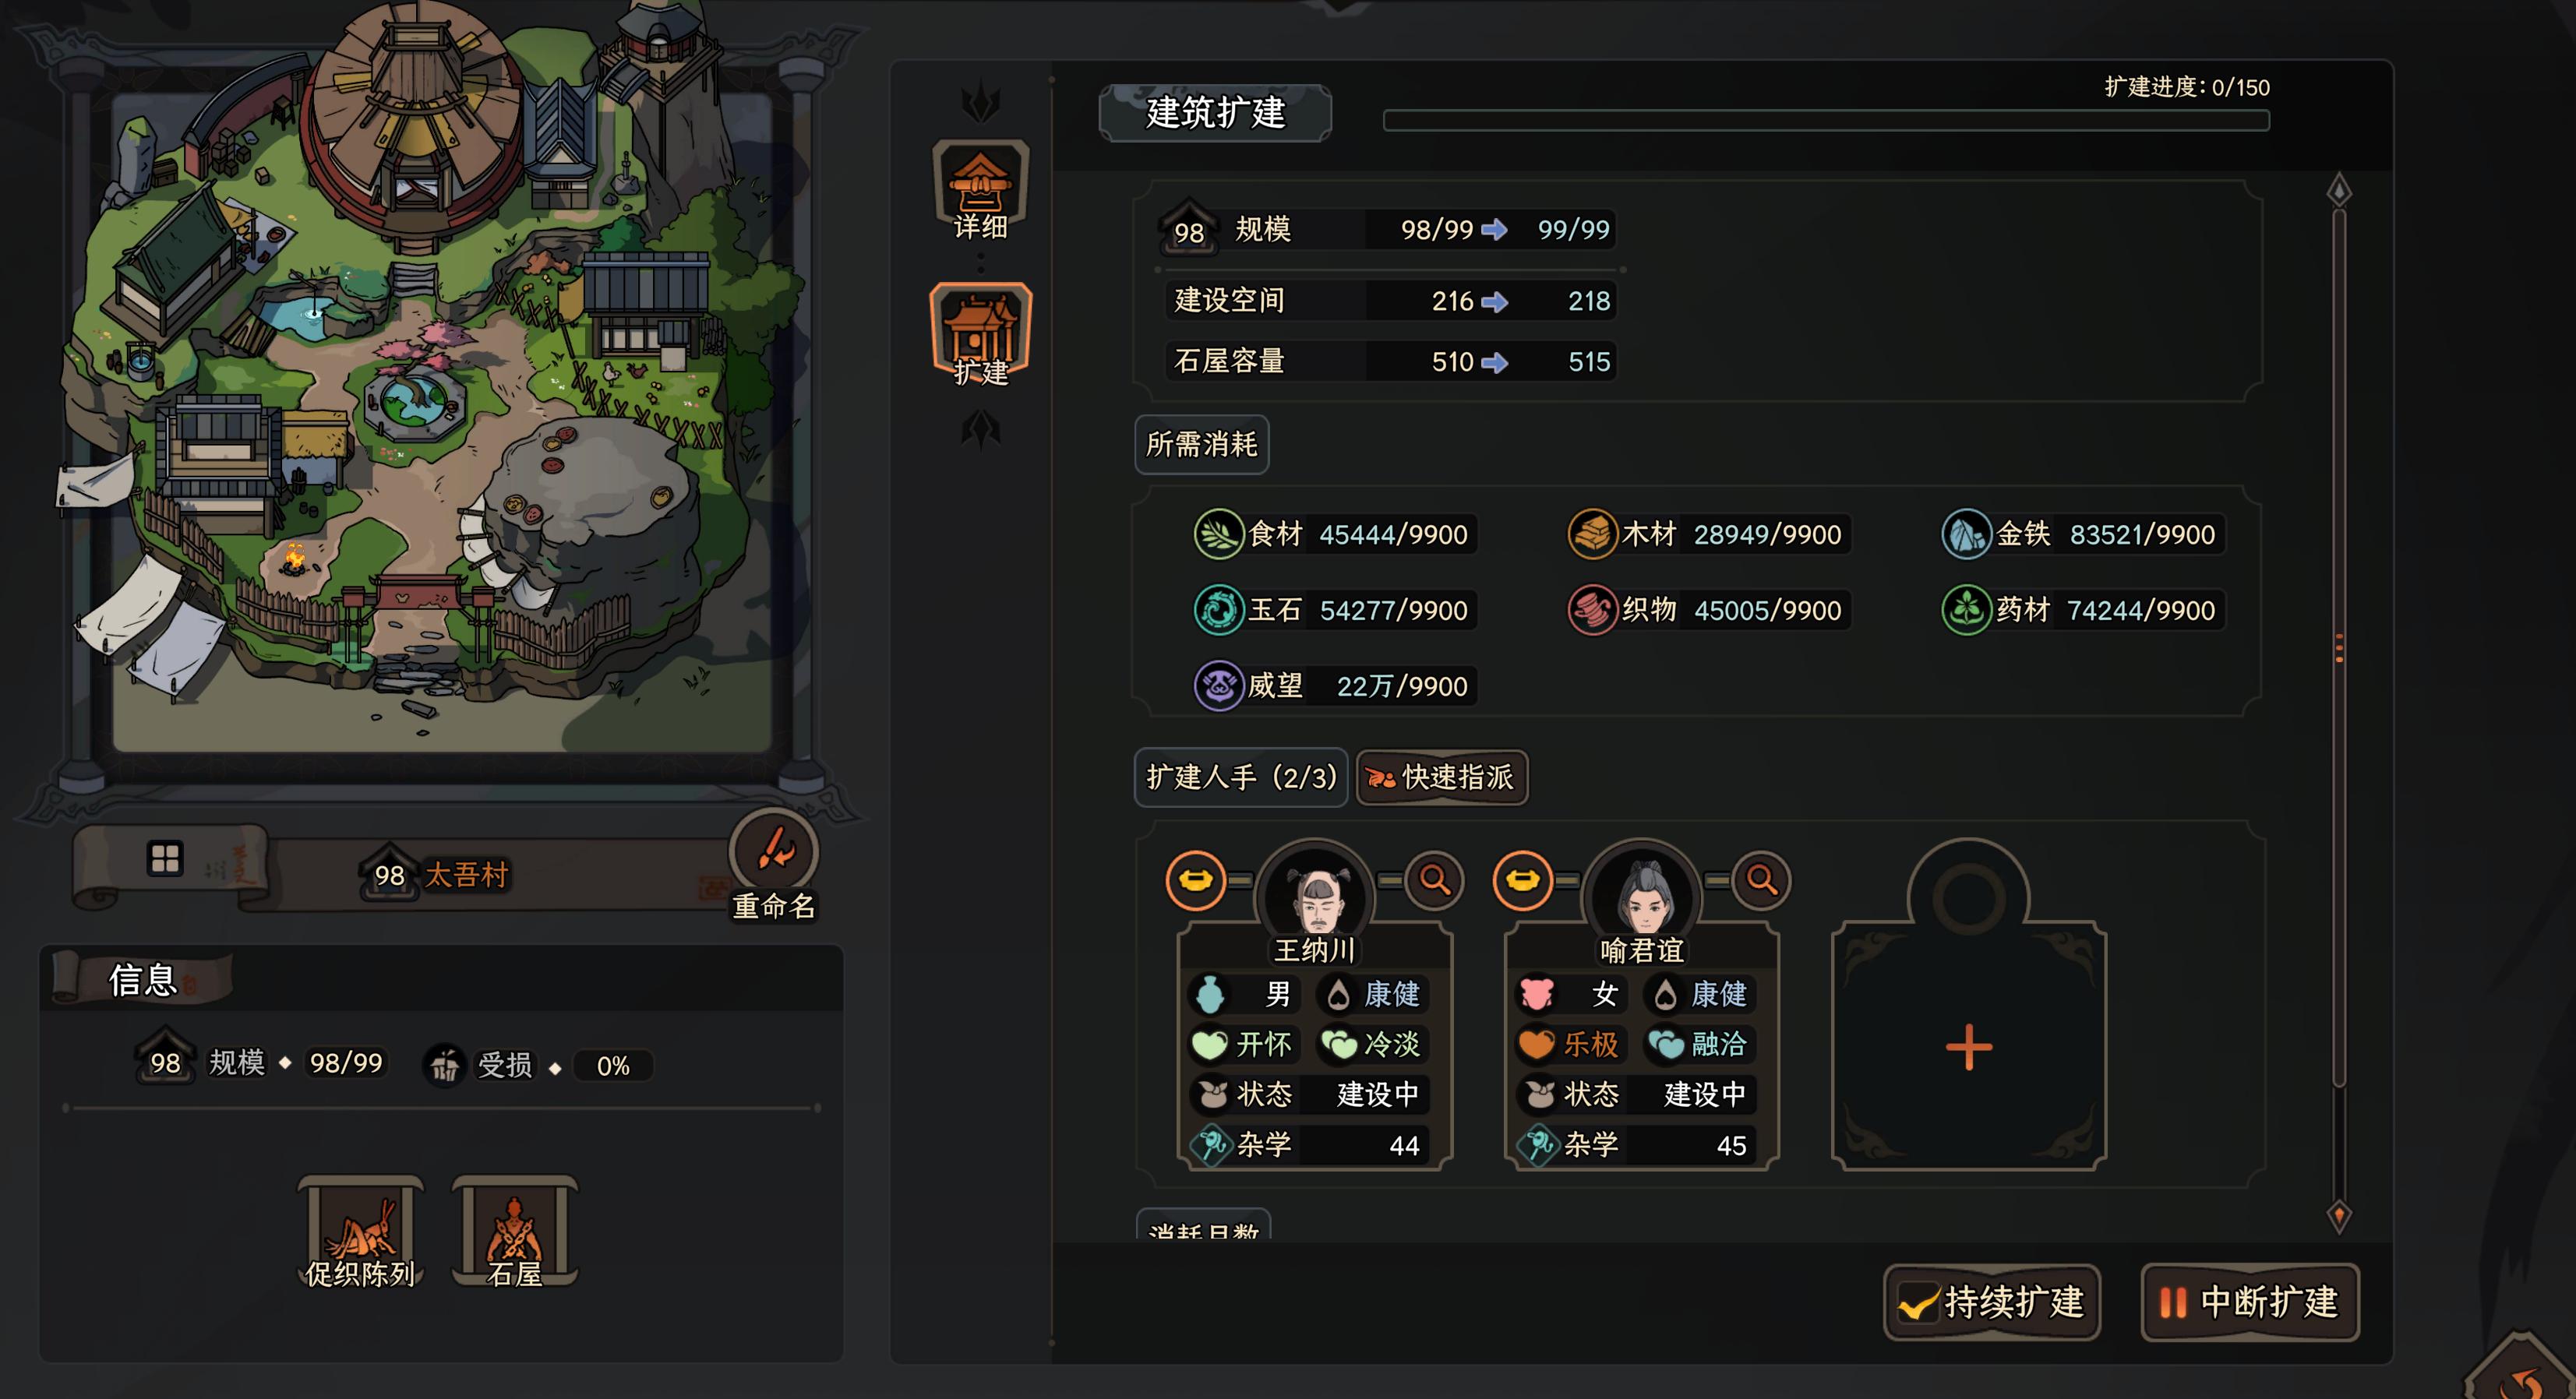 建筑扩建
扩建进度：0/150
详细
扩建
98 规模 98/99 99/99
建设空间 216 218
石屋容量 510 515
所需消耗
食材 45444/9900 木材 28949/9900 金铁 83521/9900
玉石 54277/9900 织物 45005/9900 药材 74244/9900
威望 22万/9900
扩建人手（2/3） 快速指派
王纳川
男 康健
开怀 冷淡
状态 建设中
杂学 44
喻君谊
女 康健
乐极 融洽
状态 建设中
杂学 45
消耗月数
持续扩建 中断扩建
98 太吾村
重命名
信息
98 规模 98/99 受损 0%
促织陈列 石屋